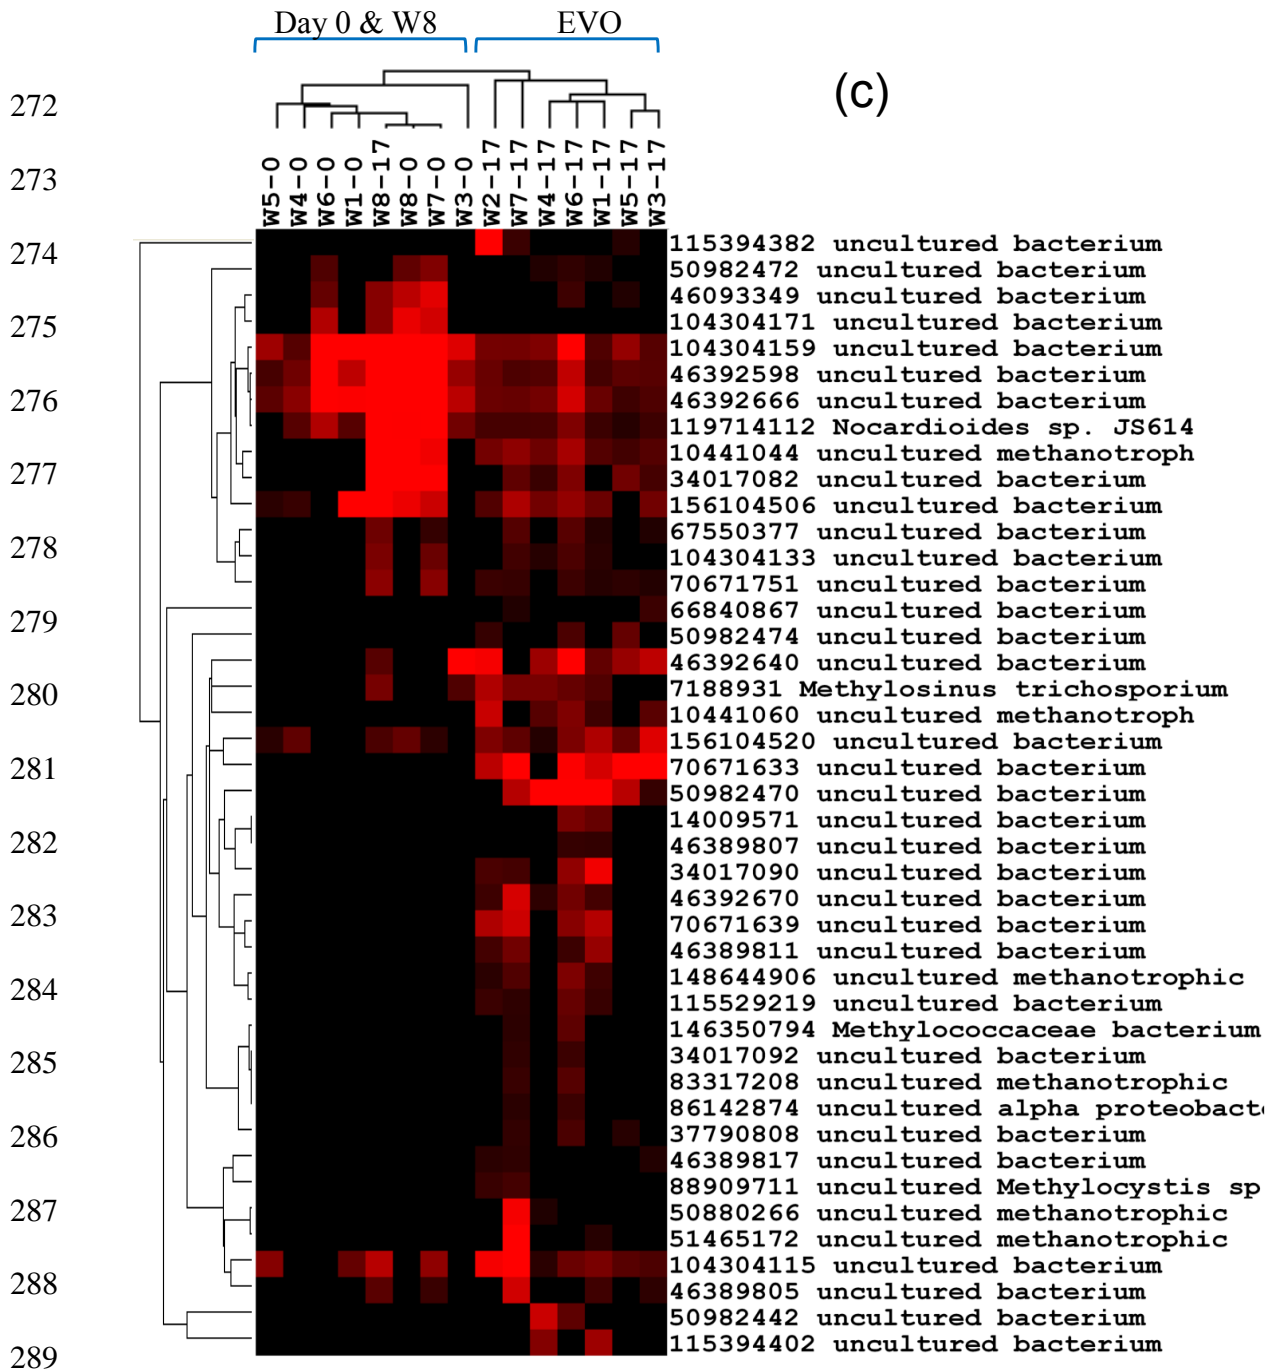 Day 0 & W8 EVO
(c)
272
273
W5-0 W4-0 W6-0 W1-0 W8-17 W8-0 W7-0 W3-0 W2-17 W7-17 W4-17 W6-17 W1-17 W5-17 W3-17
115394382 uncultured bacterium
274
50982472 uncultured bacterium
46093349 uncultured bacterium
104304171 uncultured bacterium
275
104304159 uncultured bacterium
46392598 uncultured bacterium
46392666 uncultured bacterium
276
119714112 Nocardioides sp. JS614
10441044 uncultured methanotroph
34017082 uncultured bacterium
277
156104506 uncultured bacterium
67550377 uncultured bacterium
278
104304133 uncultured bacterium
70671751 uncultured bacterium
66840867 uncultured bacterium
279
50982474 uncultured bacterium
46392640 uncultured bacterium
7188931 Methylosinus trichosporium
280
10441060 uncultured methanotroph
156104520 uncultured bacterium
70671633 uncultured bacterium
281
50982470 uncultured bacterium
14009571 uncultured bacterium
282
46389807 uncultured bacterium
34017090 uncultured bacterium
46392670 uncultured bacterium
283
70671639 uncultured bacterium
46389811 uncultured bacterium
148644906 uncultured methanotrophic
284
115529219 uncultured bacterium
146350794 Methylococcaceae bacterium
34017092 uncultured bacterium
285
83317208 uncultured methanotrophic
86142874 uncultured alpha proteobact
37790808 uncultured bacterium
286
46389817 uncultured bacterium
88909711 uncultured Methylocystis sp
50880266 uncultured methanotrophic
287
51465172 uncultured methanotrophic
104304115 uncultured bacterium
46389805 uncultured bacterium
288
50982442 uncultured bacterium
115394402 uncultured bacterium
289